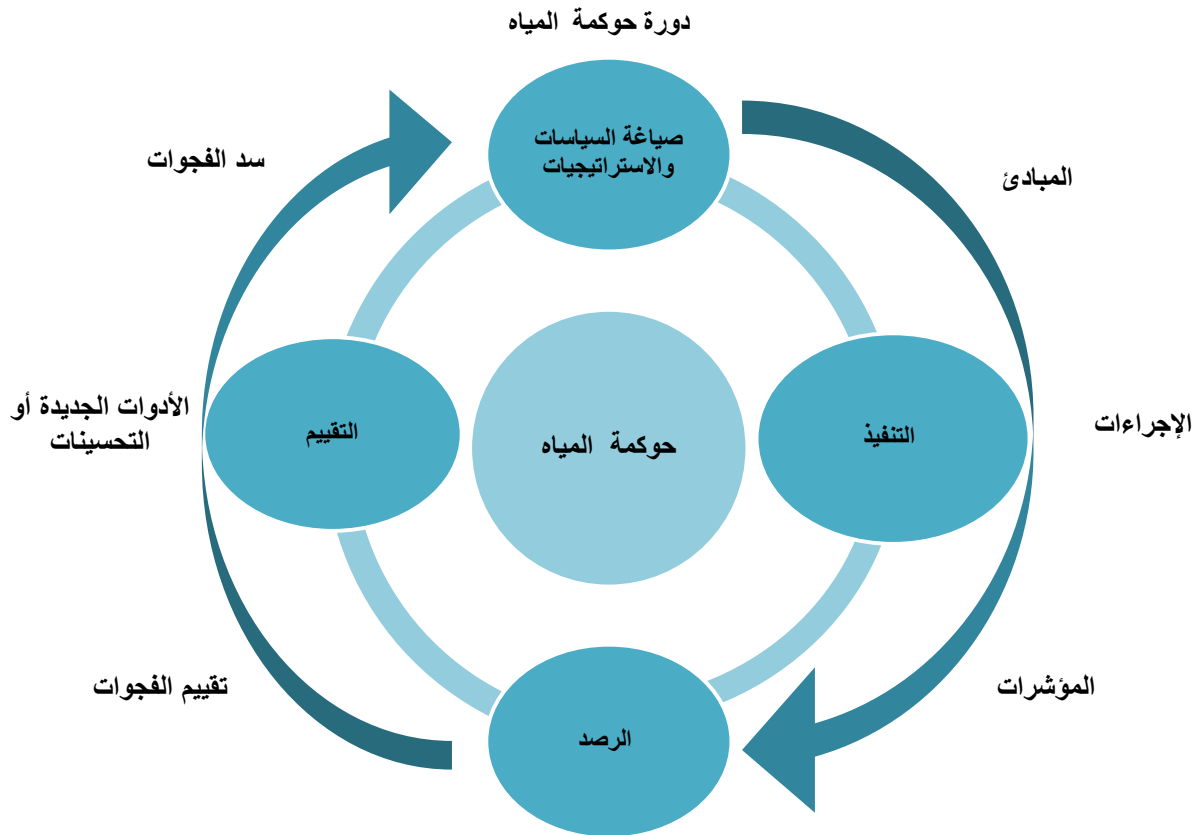 دورة حوكمة المياه
صياغة السياسات
والاستراتيجيات
سد الفجوات
المبادئ
الأدوات الجديدة أو
التحسينات
التقييم
حوكمة المياه
التنفيذ
الإجراءات
تقييم الفجوات
المؤشرات
الرصد